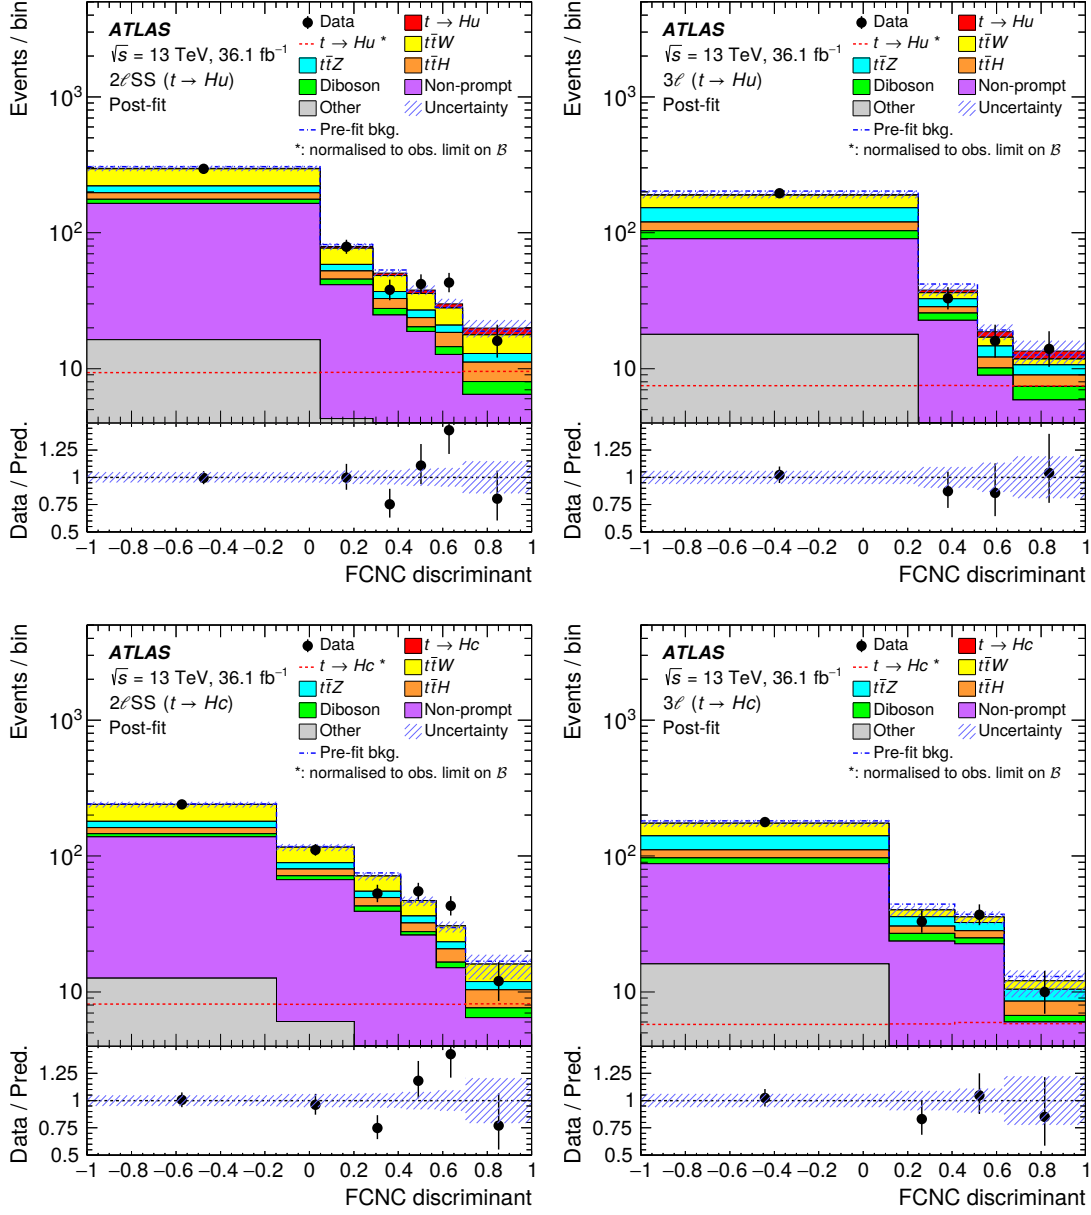 Events / bin
10³
10²
10
ATLAS
√s = 13 TeV, 36.1 fb⁻¹
2ℓSS (t → Hu)
Post-fit
Data
t → Hu
t → Hu *
tt̄W
tt̄Z
tt̄H
Diboson
Non-prompt
Other
Uncertainty
Pre-fit bkg.
*: normalised to obs. limit on ℬ
Data / Pred.
1.25
1
0.75
0.5
−1 −0.8 −0.6 −0.4 −0.2 0 0.2 0.4 0.6 0.8 1
FCNC discriminant
Events / bin
10³
10²
10
ATLAS
√s = 13 TeV, 36.1 fb⁻¹
3ℓ (t → Hu)
Post-fit
Data
t → Hu
t → Hu *
tt̄W
tt̄Z
tt̄H
Diboson
Non-prompt
Other
Uncertainty
Pre-fit bkg.
*: normalised to obs. limit on ℬ
Data / Pred.
1.25
1
0.75
0.5
−1 −0.8 −0.6 −0.4 −0.2 0 0.2 0.4 0.6 0.8 1
FCNC discriminant
Events / bin
10³
10²
10
ATLAS
√s = 13 TeV, 36.1 fb⁻¹
2ℓSS (t → Hc)
Post-fit
Data
t → Hc
t → Hc *
tt̄W
tt̄Z
tt̄H
Diboson
Non-prompt
Other
Uncertainty
Pre-fit bkg.
*: normalised to obs. limit on ℬ
Data / Pred.
1.25
1
0.75
0.5
−1 −0.8 −0.6 −0.4 −0.2 0 0.2 0.4 0.6 0.8 1
FCNC discriminant
Events / bin
10³
10²
10
ATLAS
√s = 13 TeV, 36.1 fb⁻¹
3ℓ (t → Hc)
Post-fit
Data
t → Hc
t → Hc *
tt̄W
tt̄Z
tt̄H
Diboson
Non-prompt
Other
Uncertainty
Pre-fit bkg.
*: normalised to obs. limit on ℬ
Data / Pred.
1.25
1
0.75
0.5
−1 −0.8 −0.6 −0.4 −0.2 0 0.2 0.4 0.6 0.8 1
FCNC discriminant